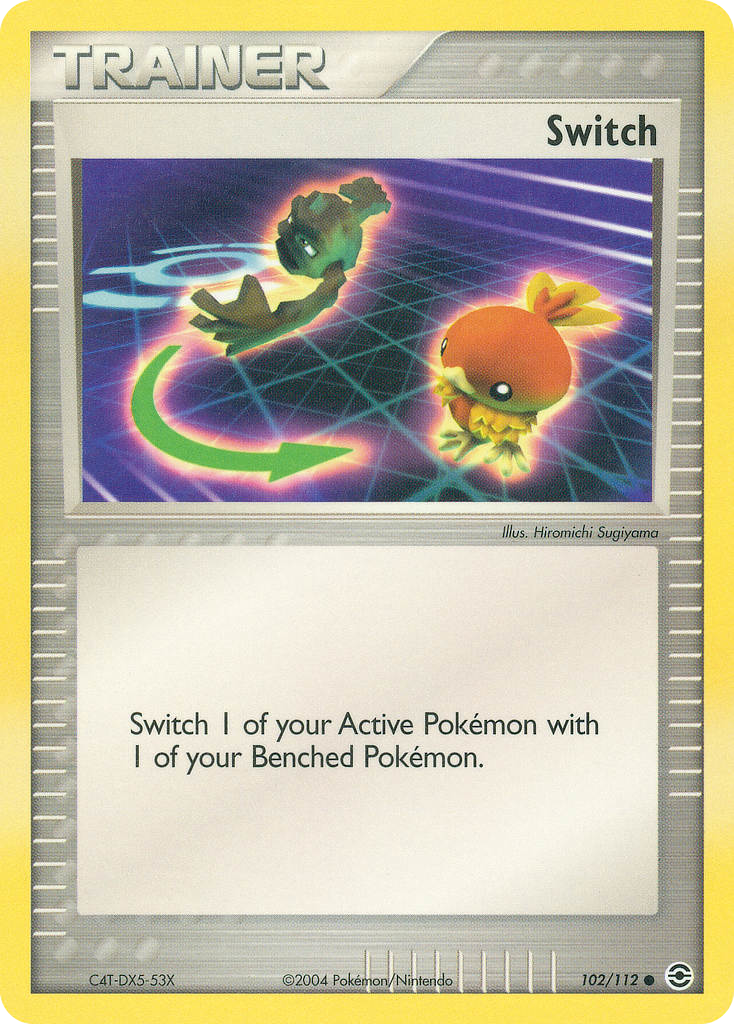 TRAINER
Switch
Illus. Hiromichi Sugiyama
Switch 1 of your Active Pokémon with
1 of your Benched Pokémon.
C4T-DX5-53X
©2004 Pokémon/Nintendo
102/112 ●